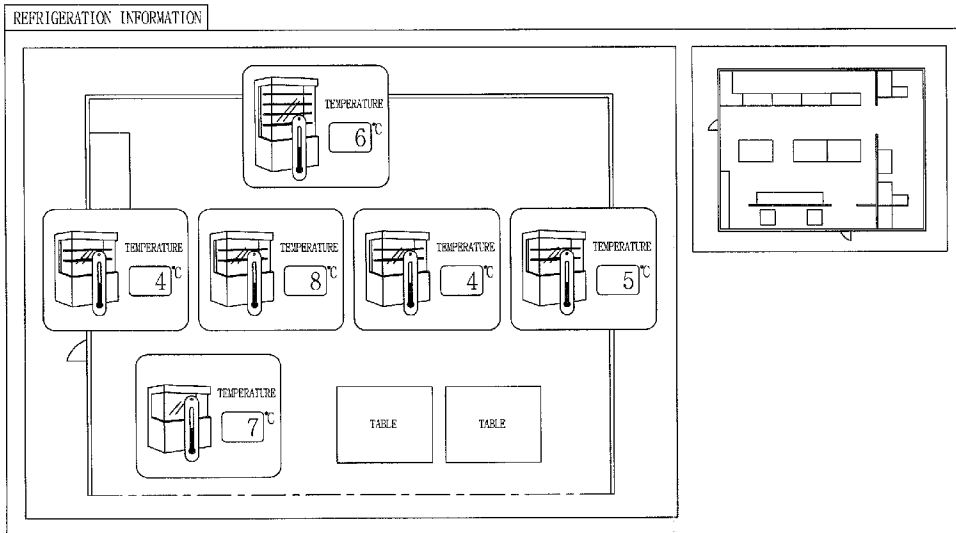 REFRIGERATION INFORMATION
TEMPERATURE
6 °C
TEMPERATURE
4 °C
TEMPERATURE
8 °C
TEMPERATURE
4 °C
TEMPERATURE
5 °C
TEMPERATURE
7 °C
TABLE
TABLE